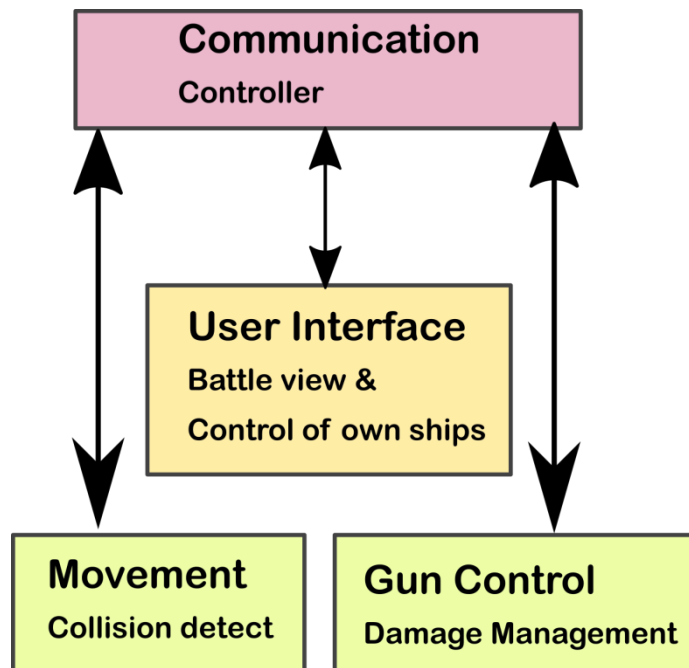 Communication
Controller
User Interface
Battle view &
Control of own ships
Movement
Collision detect
Gun Control
Damage Management